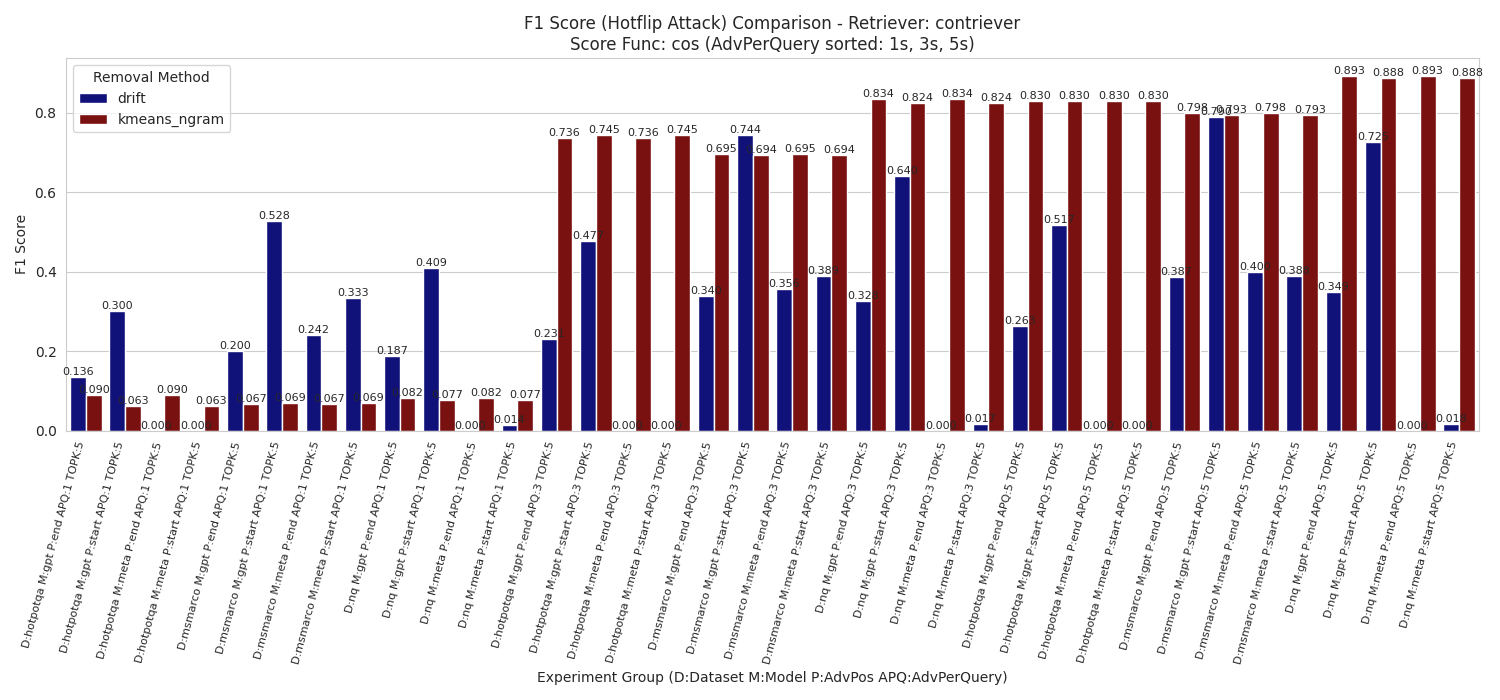 F1 Score (Hotflip Attack) Comparison - Retriever: contriever
Score Func: cos (AdvPerQuery sorted: 1s, 3s, 5s)
Removal Method
drift
kmeans_ngram
F1 Score
0.8
0.6
0.4
0.2
0.0
0.136
0.090
0.300
0.063
0.090
0.063
0.200
0.067
0.528
0.069
0.242
0.067
0.333
0.069
0.187
0.082
0.409
0.077
0.082
0.077
0.736
0.745
0.736
0.745
0.695
0.744
0.694
0.695
0.694
0.834
0.824
0.834
0.824
0.830
0.830
0.830
0.830
0.798
0.790
0.793
0.798
0.793
0.893
0.888
0.893
0.888
D:hotpotqa M:gpt P:end APQ:1 TOPK:5
D:hotpotqa M:gpt P:start APQ:1 TOPK:5
D:hotpotqa M:meta P:end APQ:1 TOPK:5
D:hotpotqa M:meta P:start APQ:1 TOPK:5
D:msmarco M:gpt P:end APQ:1 TOPK:5
D:msmarco M:gpt P:start APQ:1 TOPK:5
D:msmarco M:meta P:end APQ:1 TOPK:5
D:msmarco M:meta P:start APQ:1 TOPK:5
D:nq M:gpt P:end APQ:1 TOPK:5
D:nq M:gpt P:start APQ:1 TOPK:5
D:nq M:meta P:end APQ:1 TOPK:5
D:nq M:meta P:start APQ:1 TOPK:5
D:hotpotqa M:gpt P:end APQ:3 TOPK:5
D:hotpotqa M:gpt P:start APQ:3 TOPK:5
D:hotpotqa M:meta P:end APQ:3 TOPK:5
D:hotpotqa M:meta P:start APQ:3 TOPK:5
D:msmarco M:gpt P:end APQ:3 TOPK:5
D:msmarco M:gpt P:start APQ:3 TOPK:5
D:msmarco M:meta P:end APQ:3 TOPK:5
D:msmarco M:meta P:start APQ:3 TOPK:5
D:nq M:gpt P:end APQ:3 TOPK:5
D:nq M:gpt P:start APQ:3 TOPK:5
D:nq M:meta P:end APQ:3 TOPK:5
D:nq M:meta P:start APQ:3 TOPK:5
D:hotpotqa M:gpt P:end APQ:5 TOPK:5
D:hotpotqa M:gpt P:start APQ:5 TOPK:5
D:hotpotqa M:meta P:end APQ:5 TOPK:5
D:hotpotqa M:meta P:start APQ:5 TOPK:5
D:msmarco M:gpt P:end APQ:5 TOPK:5
D:msmarco M:gpt P:start APQ:5 TOPK:5
D:msmarco M:meta P:end APQ:5 TOPK:5
D:msmarco M:meta P:start APQ:5 TOPK:5
D:nq M:gpt P:end APQ:5 TOPK:5
D:nq M:gpt P:start APQ:5 TOPK:5
D:nq M:meta P:end APQ:5 TOPK:5
D:nq M:meta P:start APQ:5 TOPK:5
Experiment Group (D:Dataset M:Model P:AdvPos APQ:AdvPerQuery)